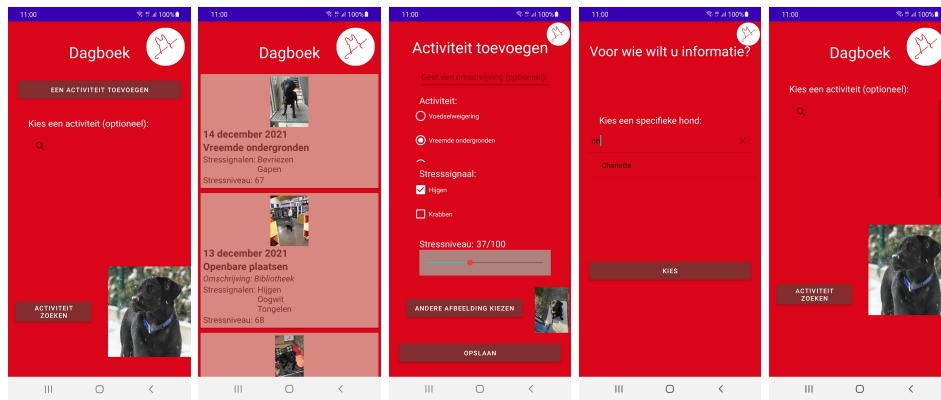 11:00
100%
Dagboek
EEN ACTIVITEIT TOEVOEGEN
Kies een activiteit (optioneel):
ACTIVITEIT
ZOEKEN
11:00
100%
Dagboek
14 december 2021
Vreemde ondergronden
Stressignalen: Bevriezen
Gapen
Stressniveau: 67
13 december 2021
Openbare plaatsen
Omschrijving: Bibliotheek
Stressignalen: Hijgen
Oogwit
Tongelen
Stressniveau: 68
11:00
100%
Activiteit toevoegen
Geef een omschrijving (optioneel):
Activiteit:
Voedselweigering
Vreemde ondergronden
Stresssignaal:
Hijgen
Krabben
Stressniveau: 37/100
ANDERE AFBEELDING KIEZEN
OPSLAAN
11:00
100%
Voor wie wilt u informatie?
Kies een specifieke hond:
ch
Charlotte
KIES
11:00
100%
Dagboek
Kies een activiteit (optioneel):
ACTIVITEIT
ZOEKEN